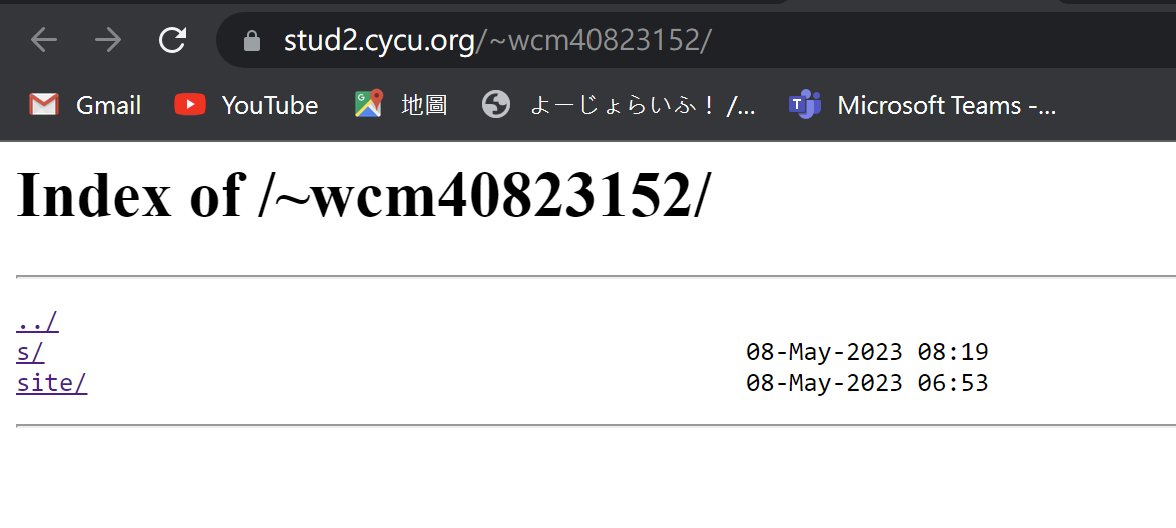 stud2.cycu.org/~wcm40823152/
Gmail YouTube 地圖 よーじょらいふ！ /... Microsoft Teams -...
Index of /~wcm40823152/
../
s/ 08-May-2023 08:19
site/ 08-May-2023 06:53